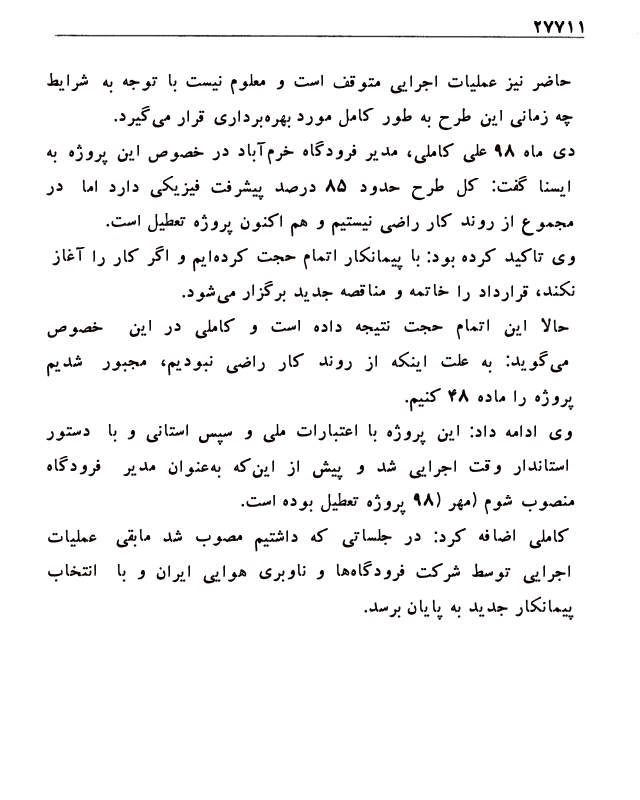 ۲۷۷۱۱
حاضر نیز عملیات اجرایی متوقف است و معلوم نیست با توجه به شرایط
چه زمانی این طرح به طور کامل مورد بهره‌برداری قرار می‌گیرد.
دی ماه ۹۸ علی کاملی، مدیر فرودگاه خرم‌آباد در خصوص این پروژه به
ایسنا گفت: کل طرح حدود ۸۵ درصد پیشرفت فیزیکی دارد اما در
مجموع از روند کار راضی نیستیم و هم اکنون پروژه تعطیل است.
وی تاکید کرده بود: با پیمانکار اتمام حجت کرده‌ایم و اگر کار را آغاز
نکند، قرارداد را خاتمه و مناقصه جدید برگزار می‌شود.
حالا این اتمام حجت نتیجه داده است و کاملی در این خصوص
می‌گوید: به علت اینکه از روند کار راضی نبودیم، مجبور شدیم
پروژه را ماده ۴۸ کنیم.
وی ادامه داد: این پروژه با اعتبارات ملی و سپس استانی و با دستور
استاندار وقت اجرایی شد و پیش از این‌که به‌عنوان مدیر فرودگاه
منصوب شوم (مهر (۹۸ پروژه تعطیل بوده است.
کاملی اضافه کرد: در جلساتی که داشتیم مصوب شد مابقی عملیات
اجرایی توسط شرکت فرودگاه‌ها و ناوبری هوایی ایران و با انتخاب
پیمانکار جدید به پایان برسد.